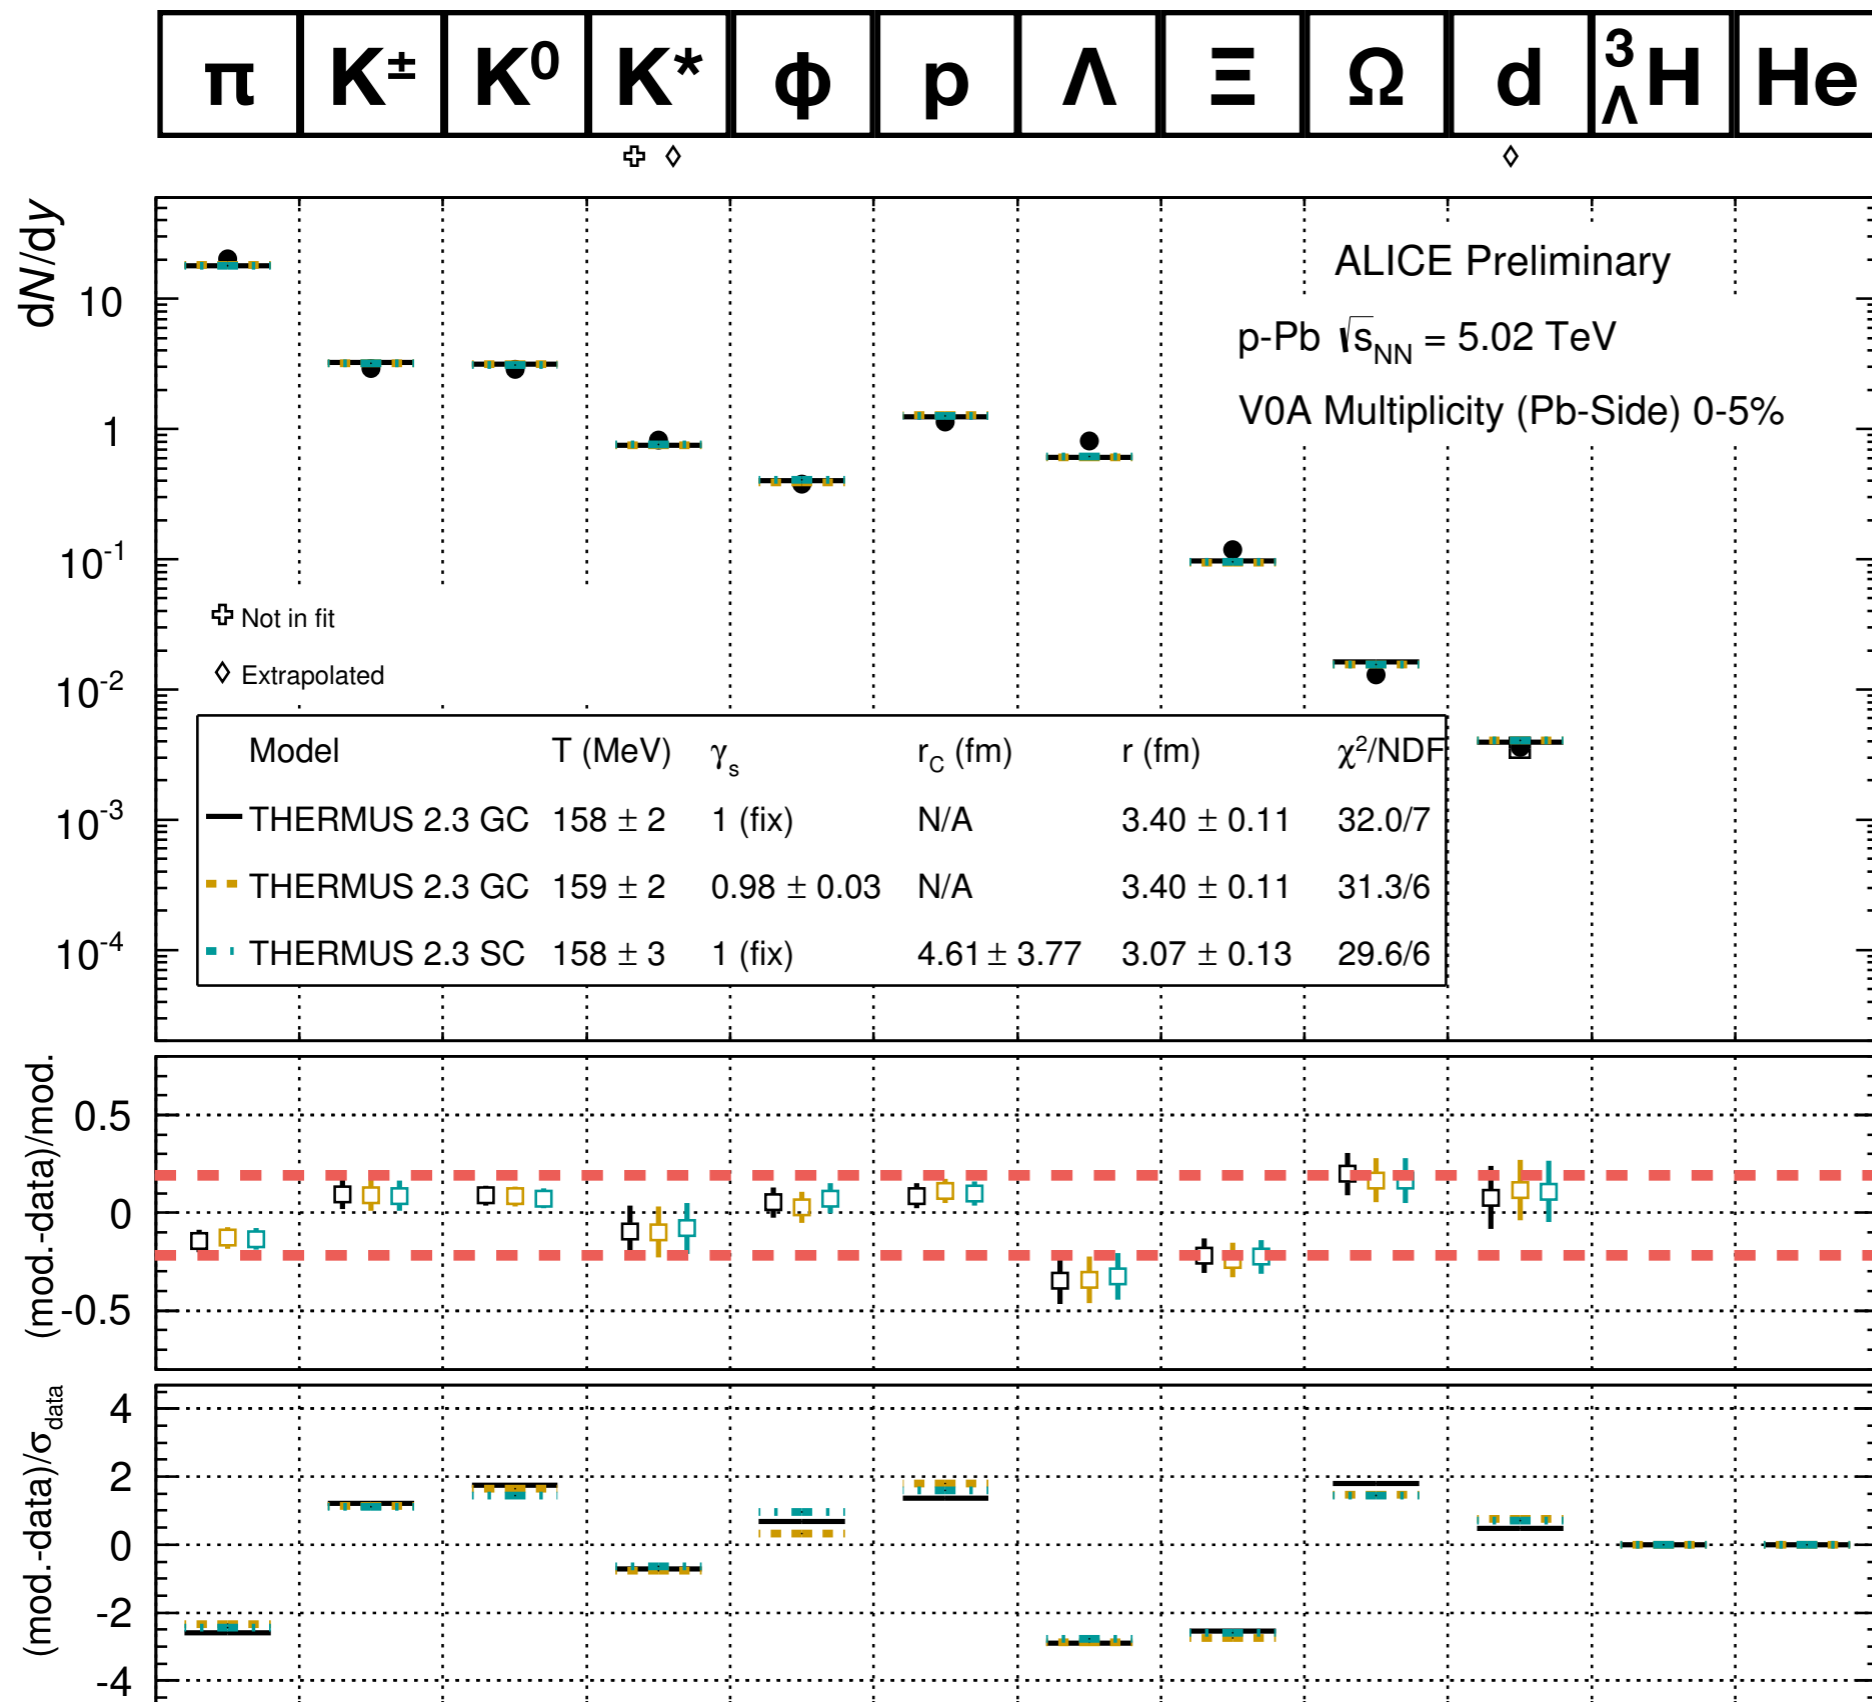 π K± K⁰ K* ϕ p Λ Ξ Ω d ³ΛH He
dN/dy
ALICE Preliminary
10
p-Pb √sNN = 5.02 TeV
V0A Multiplicity (Pb-Side) 0-5%
1
10⁻¹
Not in fit
Extrapolated
10⁻²
Model T (MeV) γs rC (fm) r (fm) χ²/NDF
THERMUS 2.3 GC 158 ± 2 1 (fix) N/A 3.40 ± 0.11 32.0/7
10⁻³
THERMUS 2.3 GC 159 ± 2 0.98 ± 0.03 N/A 3.40 ± 0.11 31.3/6
THERMUS 2.3 SC 158 ± 3 1 (fix) 4.61 ± 3.77 3.07 ± 0.13 29.6/6
10⁻⁴
(mod.-data)/mod.
0.5
0
-0.5
(mod.-data)/σdata
4
2
0
-2
-4